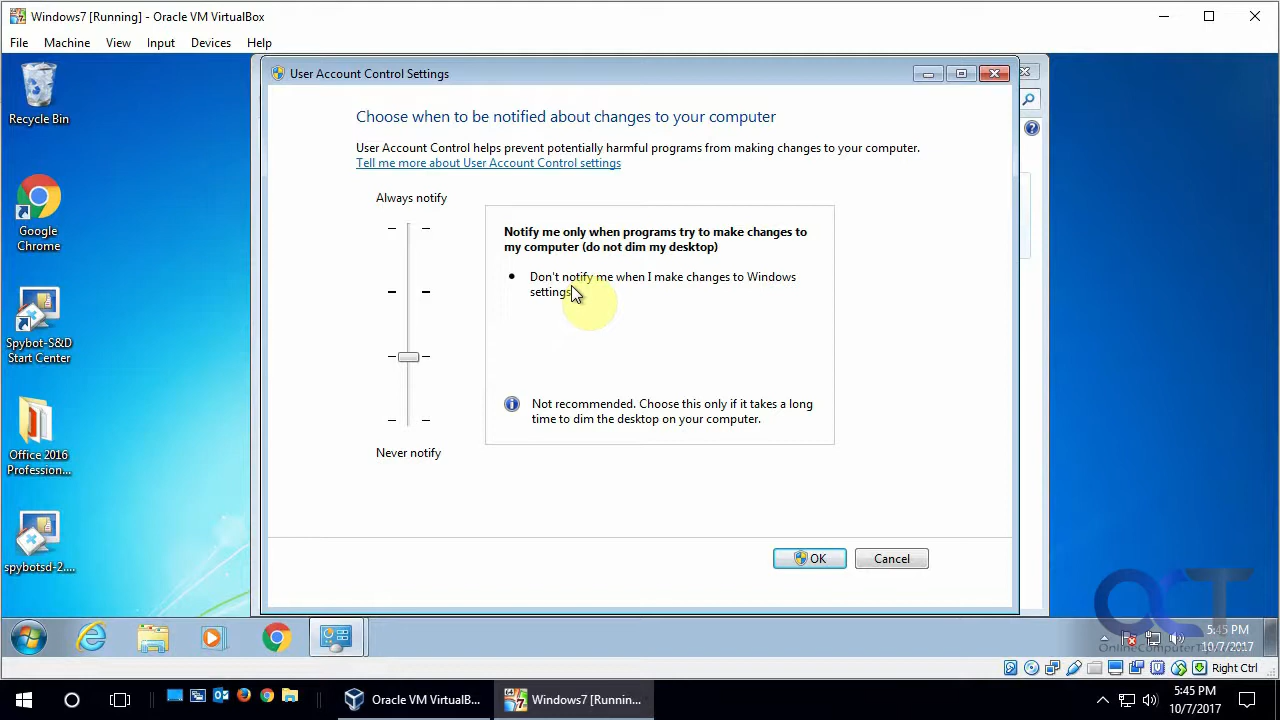 Windows7 [Running] - Oracle VM VirtualBox
File Machine View Input Devices Help
User Account Control Settings
Choose when to be notified about changes to your computer
User Account Control helps prevent potentially harmful programs from making changes to your computer.
Tell me more about User Account Control settings
Always notify
Notify me only when programs try to make changes to
my computer (do not dim my desktop)
Don't notify me when I make changes to Windows
settings
Not recommended. Choose this only if it takes a long
time to dim the desktop on your computer.
Never notify
OK Cancel
Recycle Bin
Google
Chrome
Spybot-S&D
Start Center
Office 2016
Profession...
spybotsd-2....
OCT
5:45 PM
10/7/2017
Right Ctrl
Oracle VM VirtualB...
Windows7 [Runnin...
5:45 PM
10/7/2017